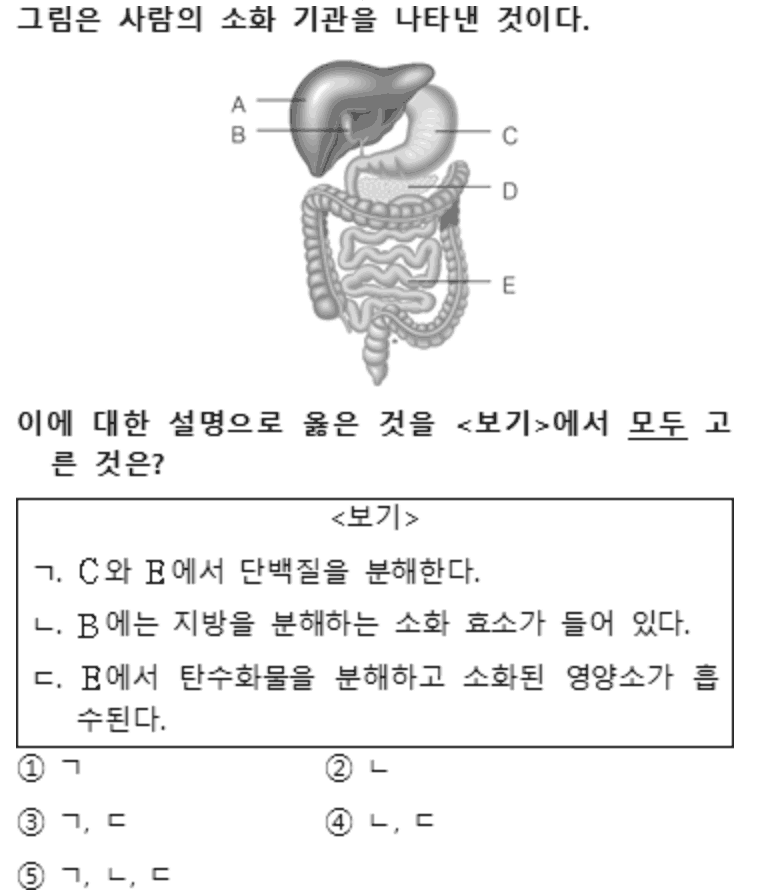 그림은 사람의 소화 기관을 나타낸 것이다.
A
B
C
D
E
이에 대한 설명으로 옳은 것을 <보기>에서 모두 고
른 것은?
<보기>
ㄱ. C와 E에서 단백질을 분해한다.
ㄴ. B에는 지방을 분해하는 소화 효소가 들어 있다.
ㄷ. E에서 탄수화물을 분해하고 소화된 영양소가 흡
수된다.
① ㄱ ② ㄴ
③ ㄱ, ㄷ ④ ㄴ, ㄷ
⑤ ㄱ, ㄴ, ㄷ